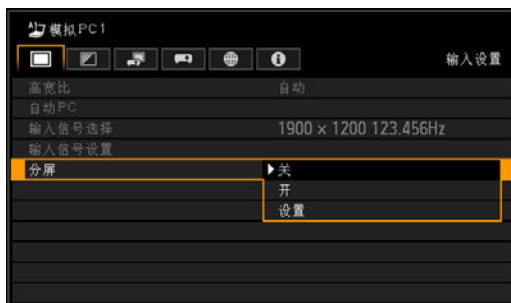 模拟PC1
输入设置
高宽比 自动
自动PC
输入信号选择 1900 × 1200 123.456Hz
输入信号设置
分屏 关
开
设置